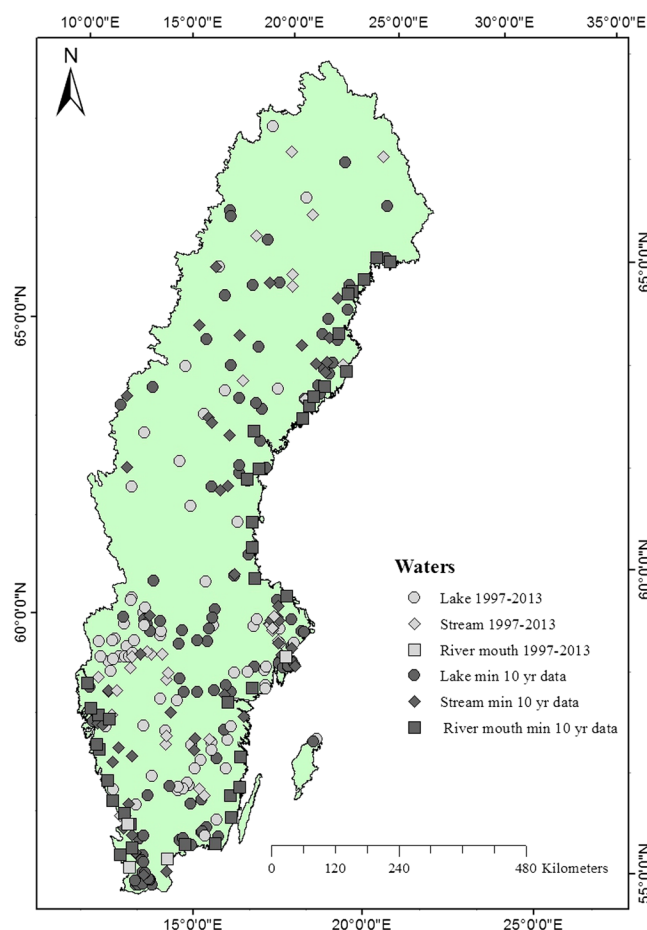 10°0'0"E 15°0'0"E 20°0'0"E 25°0'0"E 30°0'0"E 35°0'0"E
N
65°0'0"N
65°0'0"N
Waters
Lake 1997-2013
Stream 1997-2013
River mouth 1997-2013
Lake min 10 yr data
Stream min 10 yr data
River mouth min 10 yr data
60°0'0"N
60°0'0"N
0 120 240 480 Kilometers
55°0'0"N
15°0'0"E 20°0'0"E 25°0'0"E